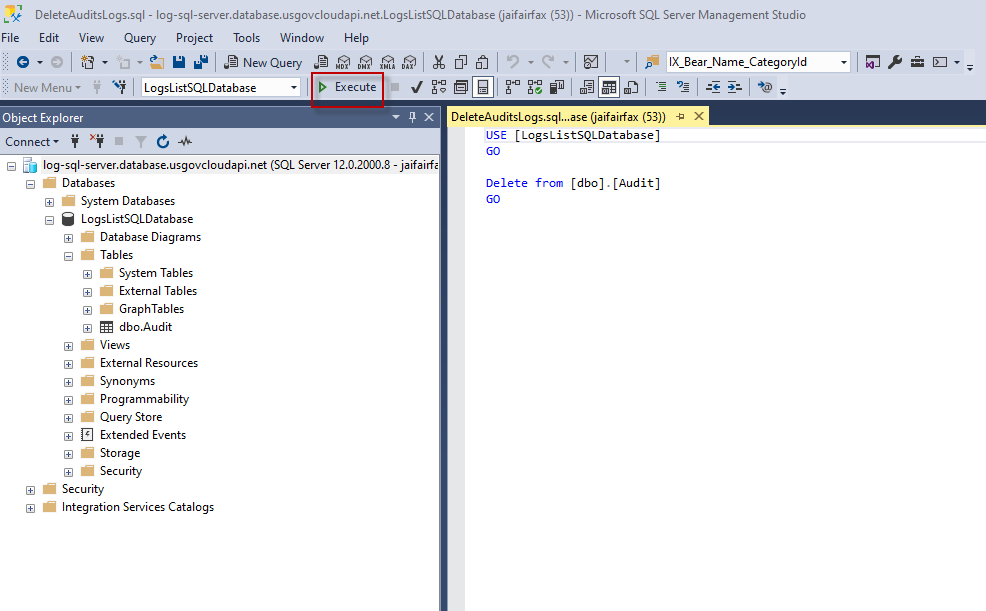 DeleteAuditsLogs.sql - log-sql-server.database.usgovcloudapi.net.LogsListSQLDatabase (jaifairfax (53)) - Microsoft SQL Server Management Studio
File Edit View Query Project Tools Window Help
New Query MDX DMX XMLA DAX IX_Bear_Name_CategoryId
New Menu LogsListSQLDatabase Execute
Object Explorer
Connect
log-sql-server.database.usgovcloudapi.net (SQL Server 12.0.2000.8 - jaifairfa
Databases
System Databases
LogsListSQLDatabase
Database Diagrams
Tables
System Tables
External Tables
GraphTables
dbo.Audit
Views
External Resources
Synonyms
Programmability
Query Store
Extended Events
Storage
Security
Security
Integration Services Catalogs
DeleteAuditsLogs.sql...ase (jaifairfax (53))
USE [LogsListSQLDatabase]
GO
Delete from [dbo].[Audit]
GO